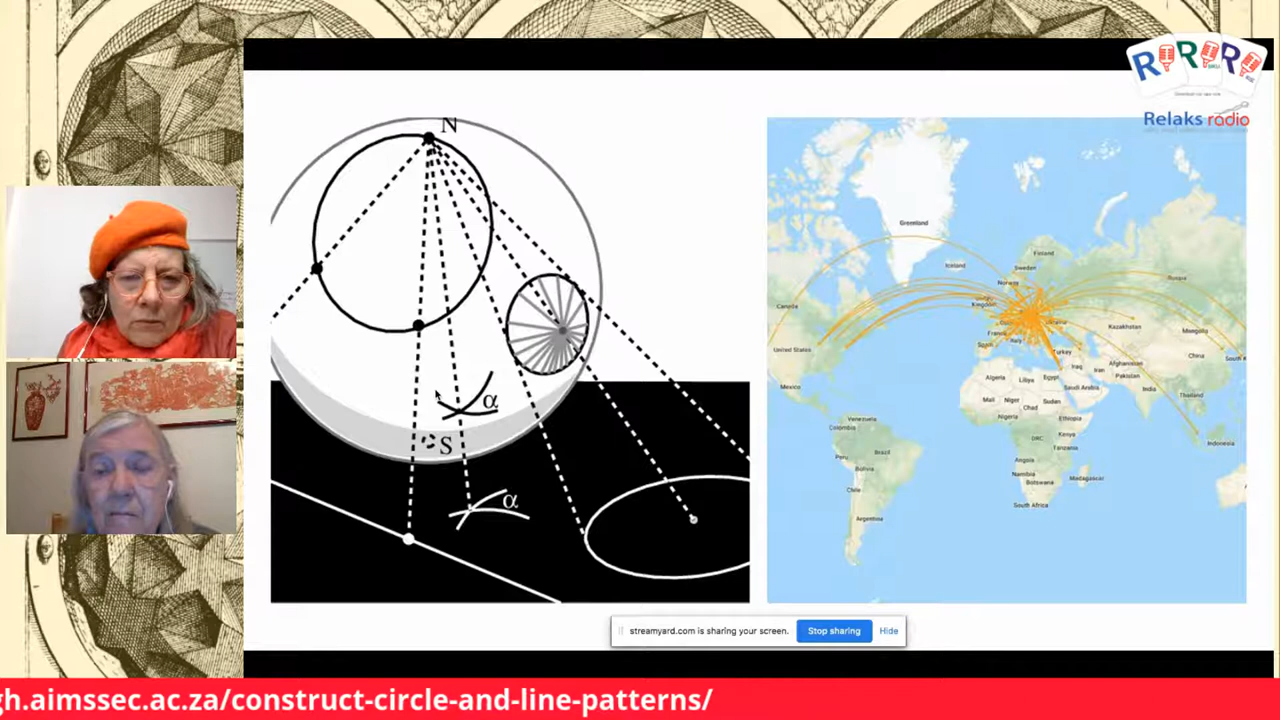 R R R
Relaks radio
N
α
S
α
Greenland
Iceland
Finland
Sweden
Norway
Russia
Canada
Kingdom
Kazakhstan
Mongolia
United States
Spain
Italy
Turkey
China
South K
Iraq
Iran
Afghanistan
Pakistan
Mexico
Algeria
Libya
Egypt
Saudi Arabia
India
Thailand
Mali
Niger
Sudan
Chad
Nigeria
Ethiopia
Venezuela
Colombia
DRC
Kenya
Tanzania
Indonesia
Peru
Brazil
Bolivia
Angola
Namibia
Botswana
Madagascar
Chile
South Africa
Argentina
streamyard.com is sharing your screen.
Stop sharing
Hide
gh.aimssec.ac.za/construct-circle-and-line-patterns/